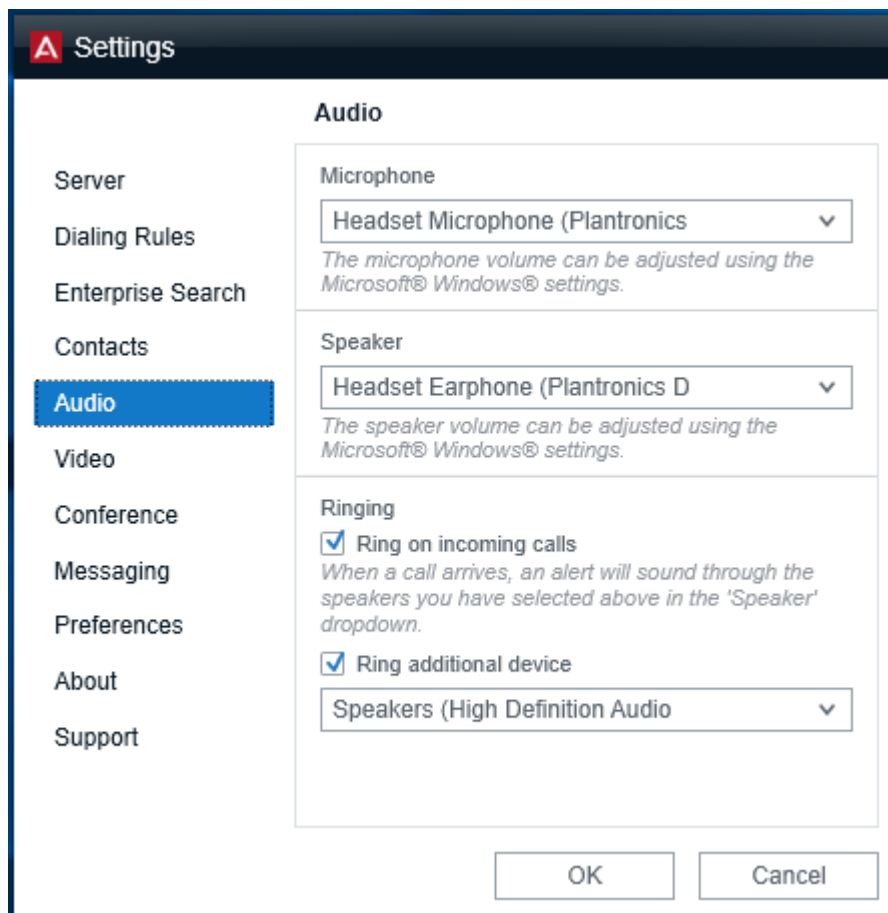 Settings
Audio
Server
Dialing Rules
Enterprise Search
Contacts
Audio
Video
Conference
Messaging
Preferences
About
Support
Microphone
Headset Microphone (Plantronics
The microphone volume can be adjusted using the
Microsoft® Windows® settings.
Speaker
Headset Earphone (Plantronics D
The speaker volume can be adjusted using the
Microsoft® Windows® settings.
Ringing
Ring on incoming calls
When a call arrives, an alert will sound through the
speakers you have selected above in the 'Speaker'
dropdown.
Ring additional device
Speakers (High Definition Audio
OK
Cancel